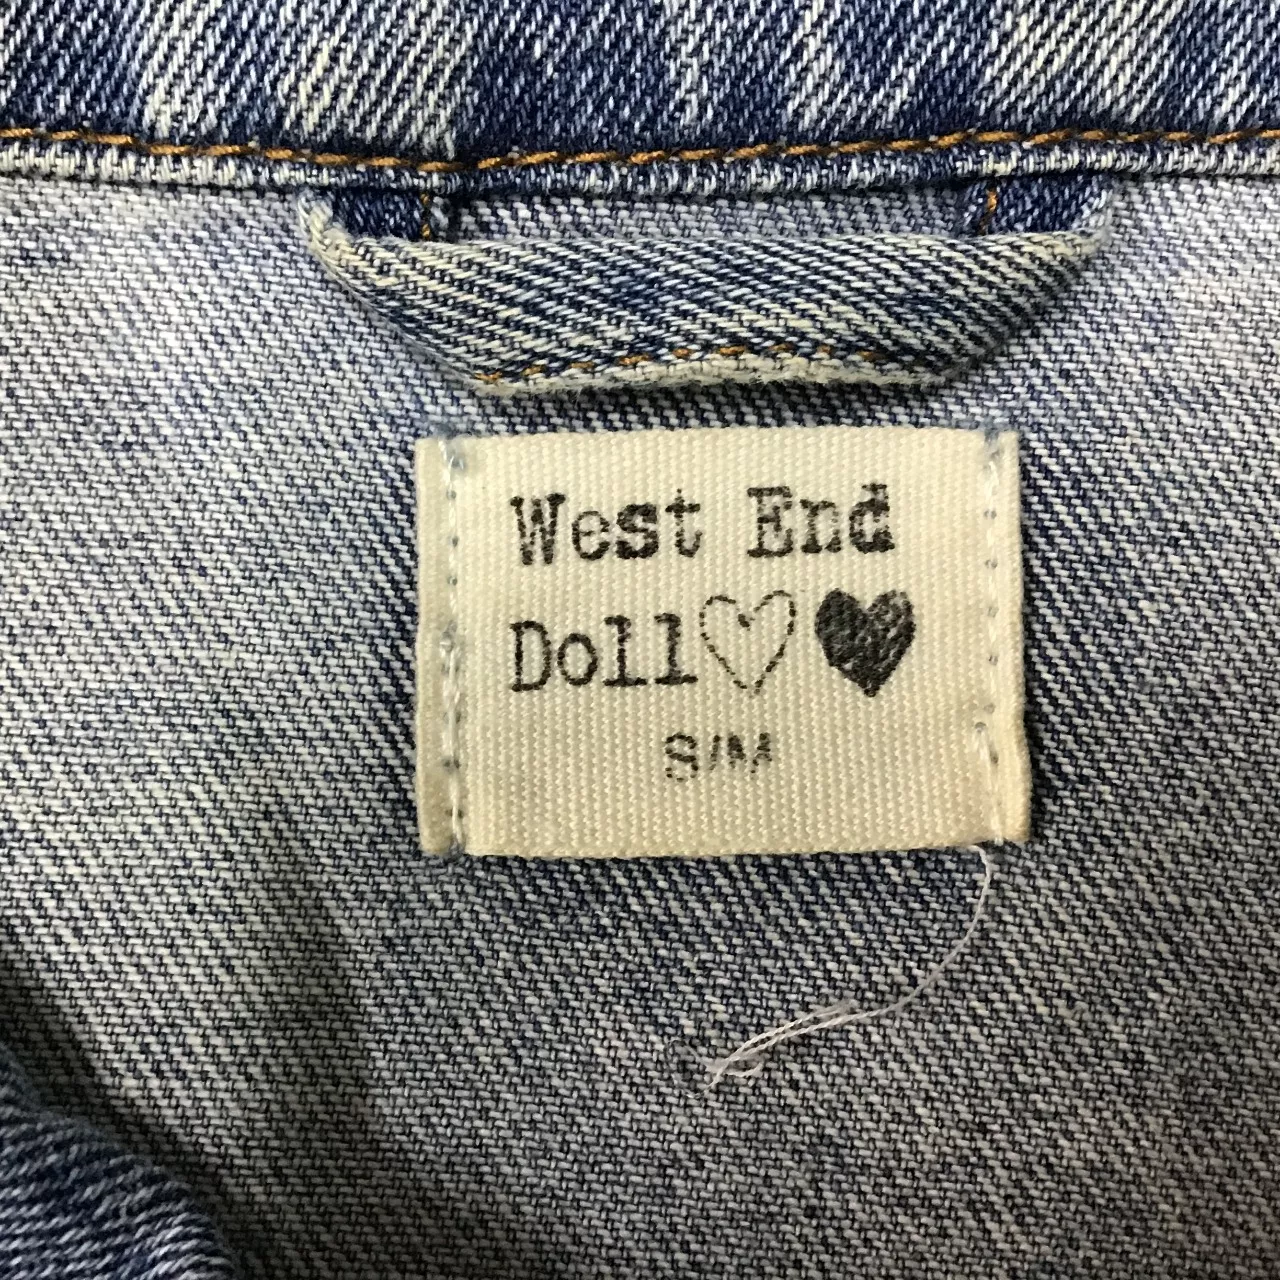 West End
Doll♡♥
S/M